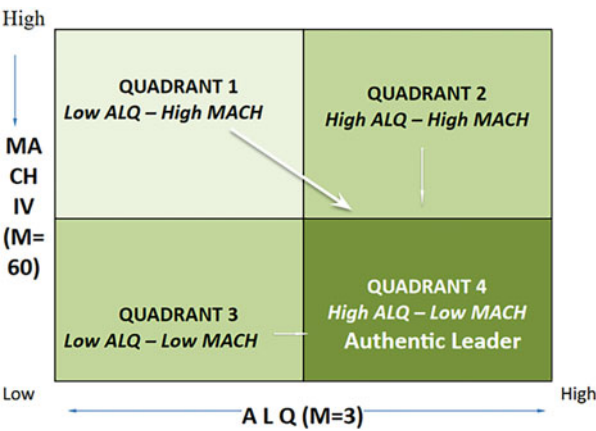 High
QUADRANT 1
Low ALQ – High MACH
QUADRANT 2
High ALQ – High MACH
MA
CH
IV
(M=
60)
QUADRANT 3
Low ALQ – Low MACH
QUADRANT 4
High ALQ – Low MACH
Authentic Leader
Low
High
A L Q (M=3)